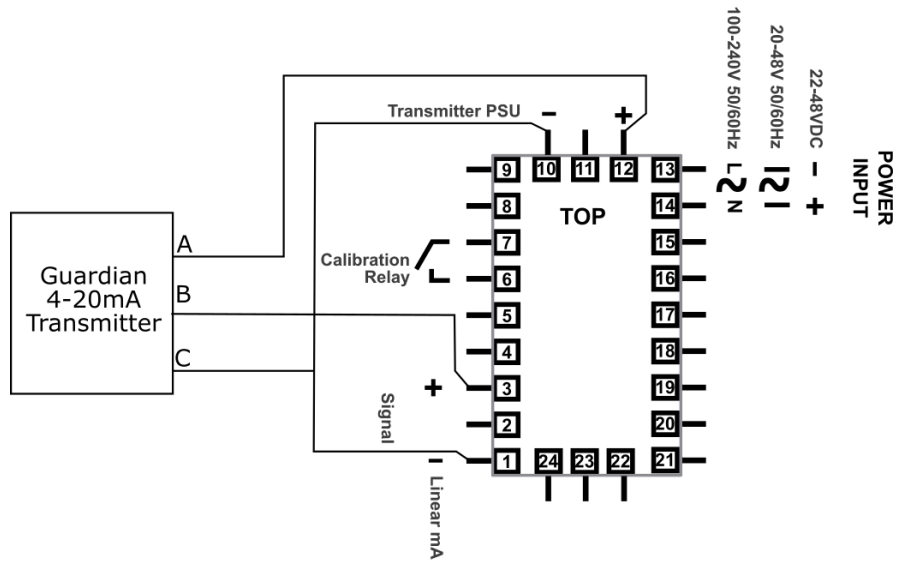 100-240V 50/60Hz
20-48V 50/60Hz
22-48VDC
POWER
INPUT
Transmitter PSU
−
+
10
11
12
9
13
L
N
−
+
8
TOP
14
7
15
Calibration
Relay
6
16
A
Guardian
4-20mA
Transmitter
B
C
5
17
4
18
+
3
19
Signal
2
20
−
1
24
23
22
21
Linear mA